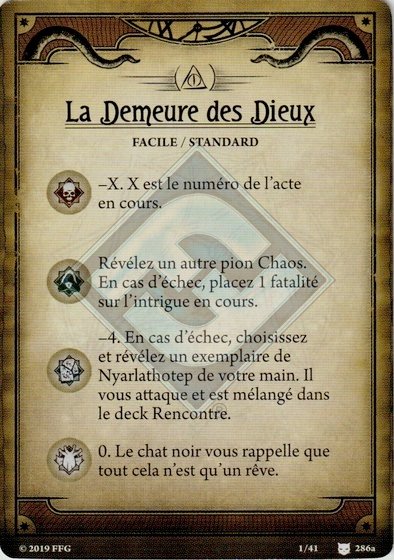 La Demeure des Dieux
FACILE / STANDARD
–X. X est le numéro de l'acte
en cours.
Révélez un autre pion Chaos.
En cas d'échec, placez 1 fatalité
sur l'intrigue en cours.
–4. En cas d'échec, choisissez
et révélez un exemplaire de
Nyarlathotep de votre main. Il
vous attaque et est mélangé dans
le deck Rencontre.
0. Le chat noir vous rappelle que
tout cela n'est qu'un rêve.
© 2019 FFG 1/41 286a